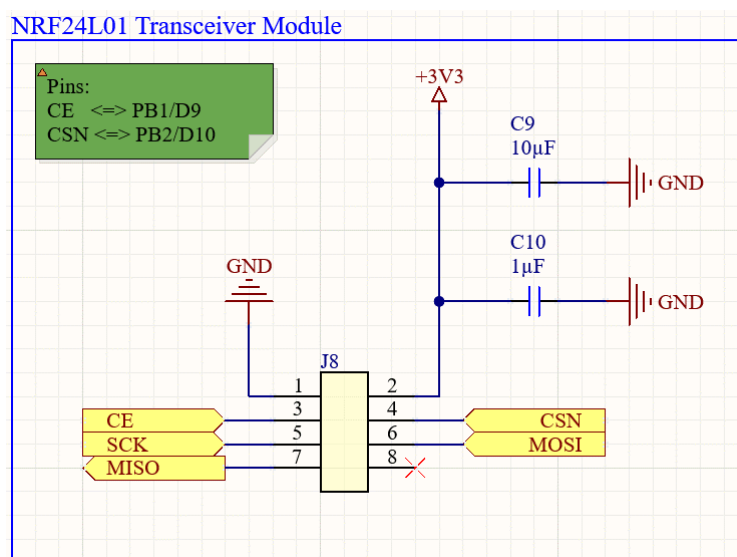 NRF24L01 Transceiver Module
Pins:
CE <=> PB1/D9
CSN <=> PB2/D10
+3V3
C9
10µF
GND
C10
1µF
GND
GND
J8
1 2
3 4
5 6
7 8
CE
SCK
MISO
CSN
MOSI